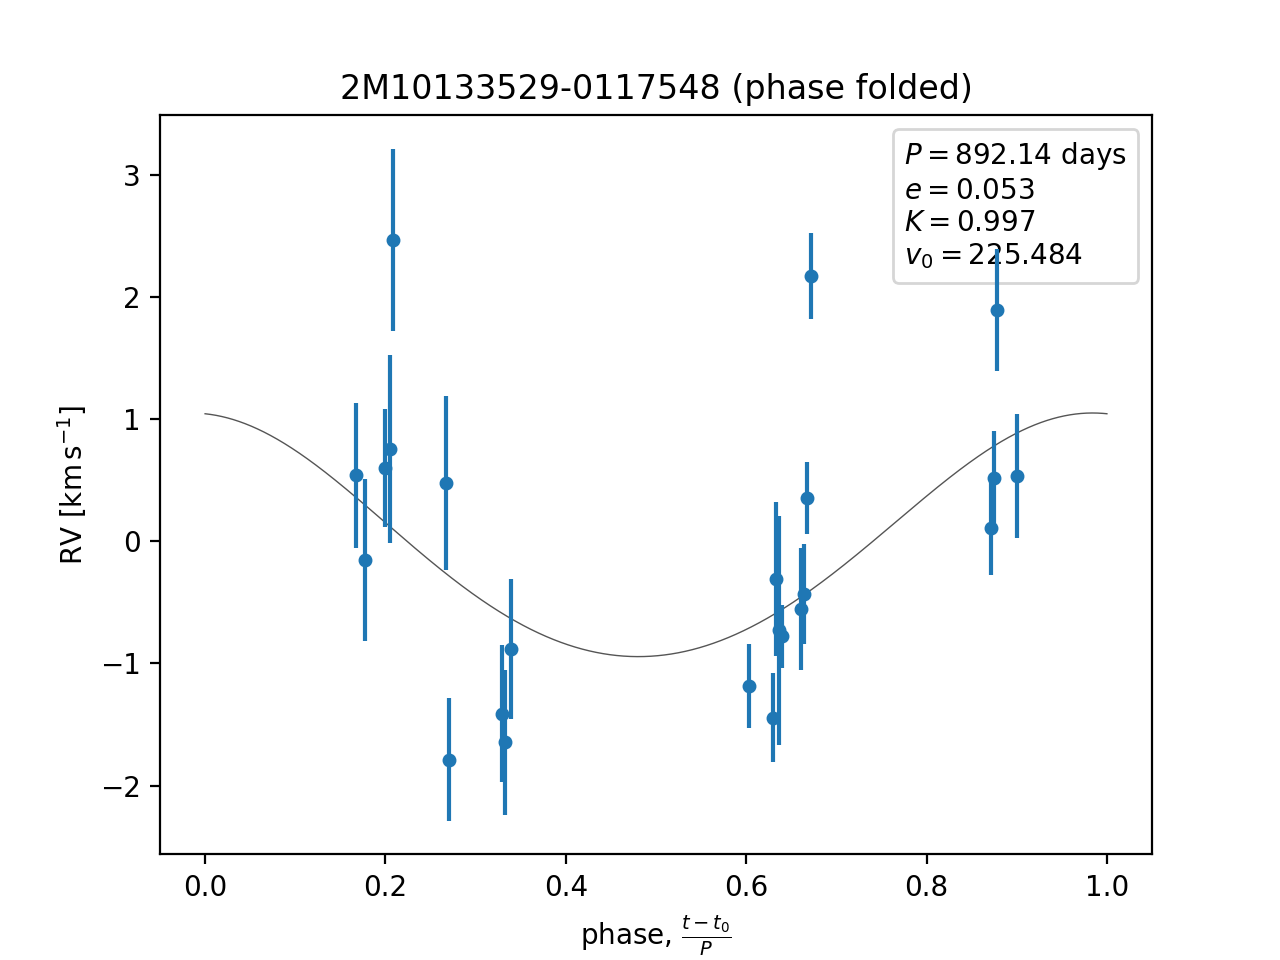 2M10133529-0117548 (phase folded)
P = 892.14 days
e = 0.053
K = 0.997
v₀ = 225.484
RV [km s⁻¹]
3
2
1
0
−1
−2
0.0 0.2 0.4 0.6 0.8 1.0
phase, (t − t₀)/P